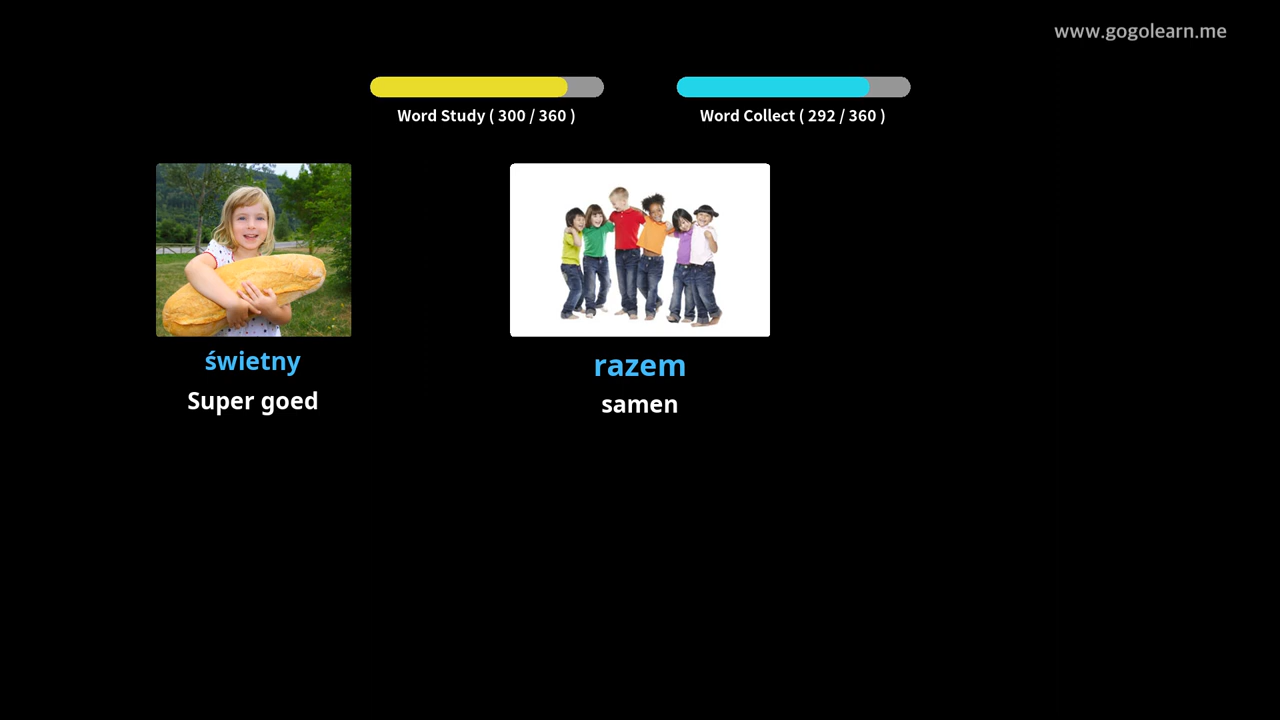 www.gogolearn.me
Word Study ( 300 / 360 )
Word Collect ( 292 / 360 )
świetny
Super goed
razem
samen